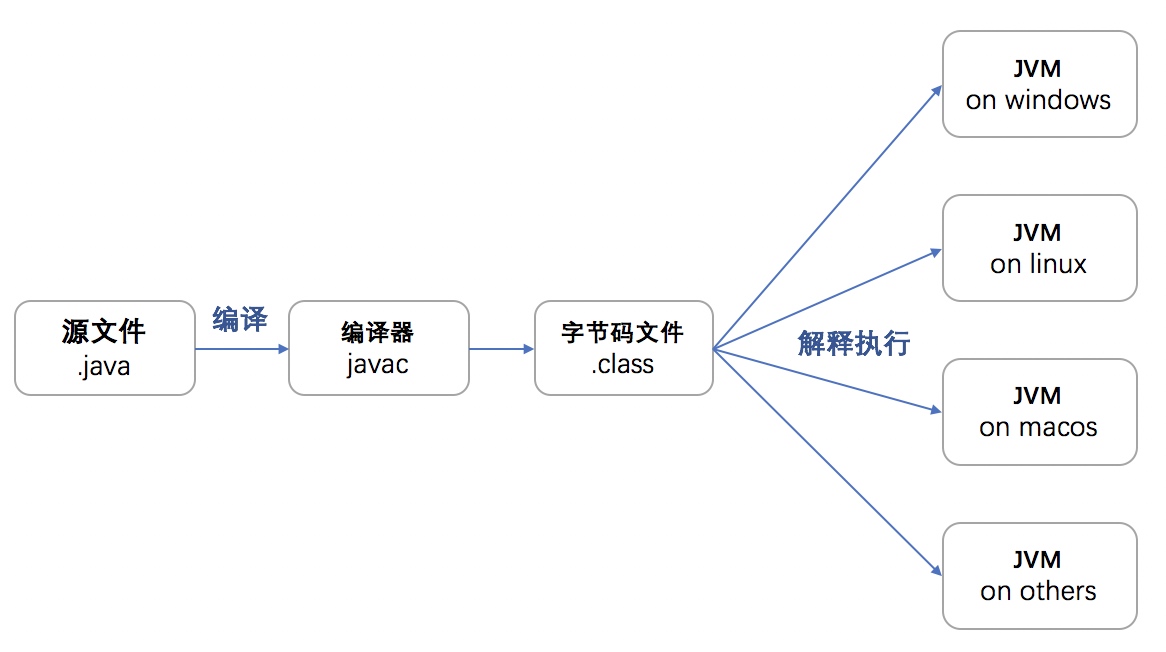 源文件
.java
编译
编译器
javac
字节码文件
.class
解释执行
JVM
on windows
JVM
on linux
JVM
on macos
JVM
on others